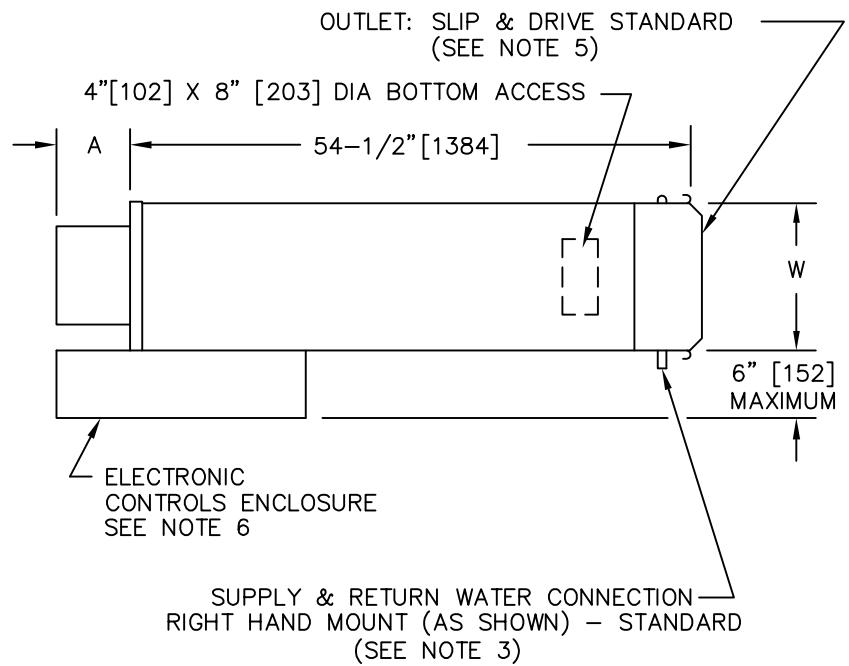 OUTLET: SLIP & DRIVE STANDARD
(SEE NOTE 5)
4"[102] X 8" [203] DIA BOTTOM ACCESS
A
54-1/2" [1384]
W
6" [152]
MAXIMUM
ELECTRONIC
CONTROLS ENCLOSURE
SEE NOTE 6
SUPPLY & RETURN WATER CONNECTION
RIGHT HAND MOUNT (AS SHOWN) – STANDARD
(SEE NOTE 3)